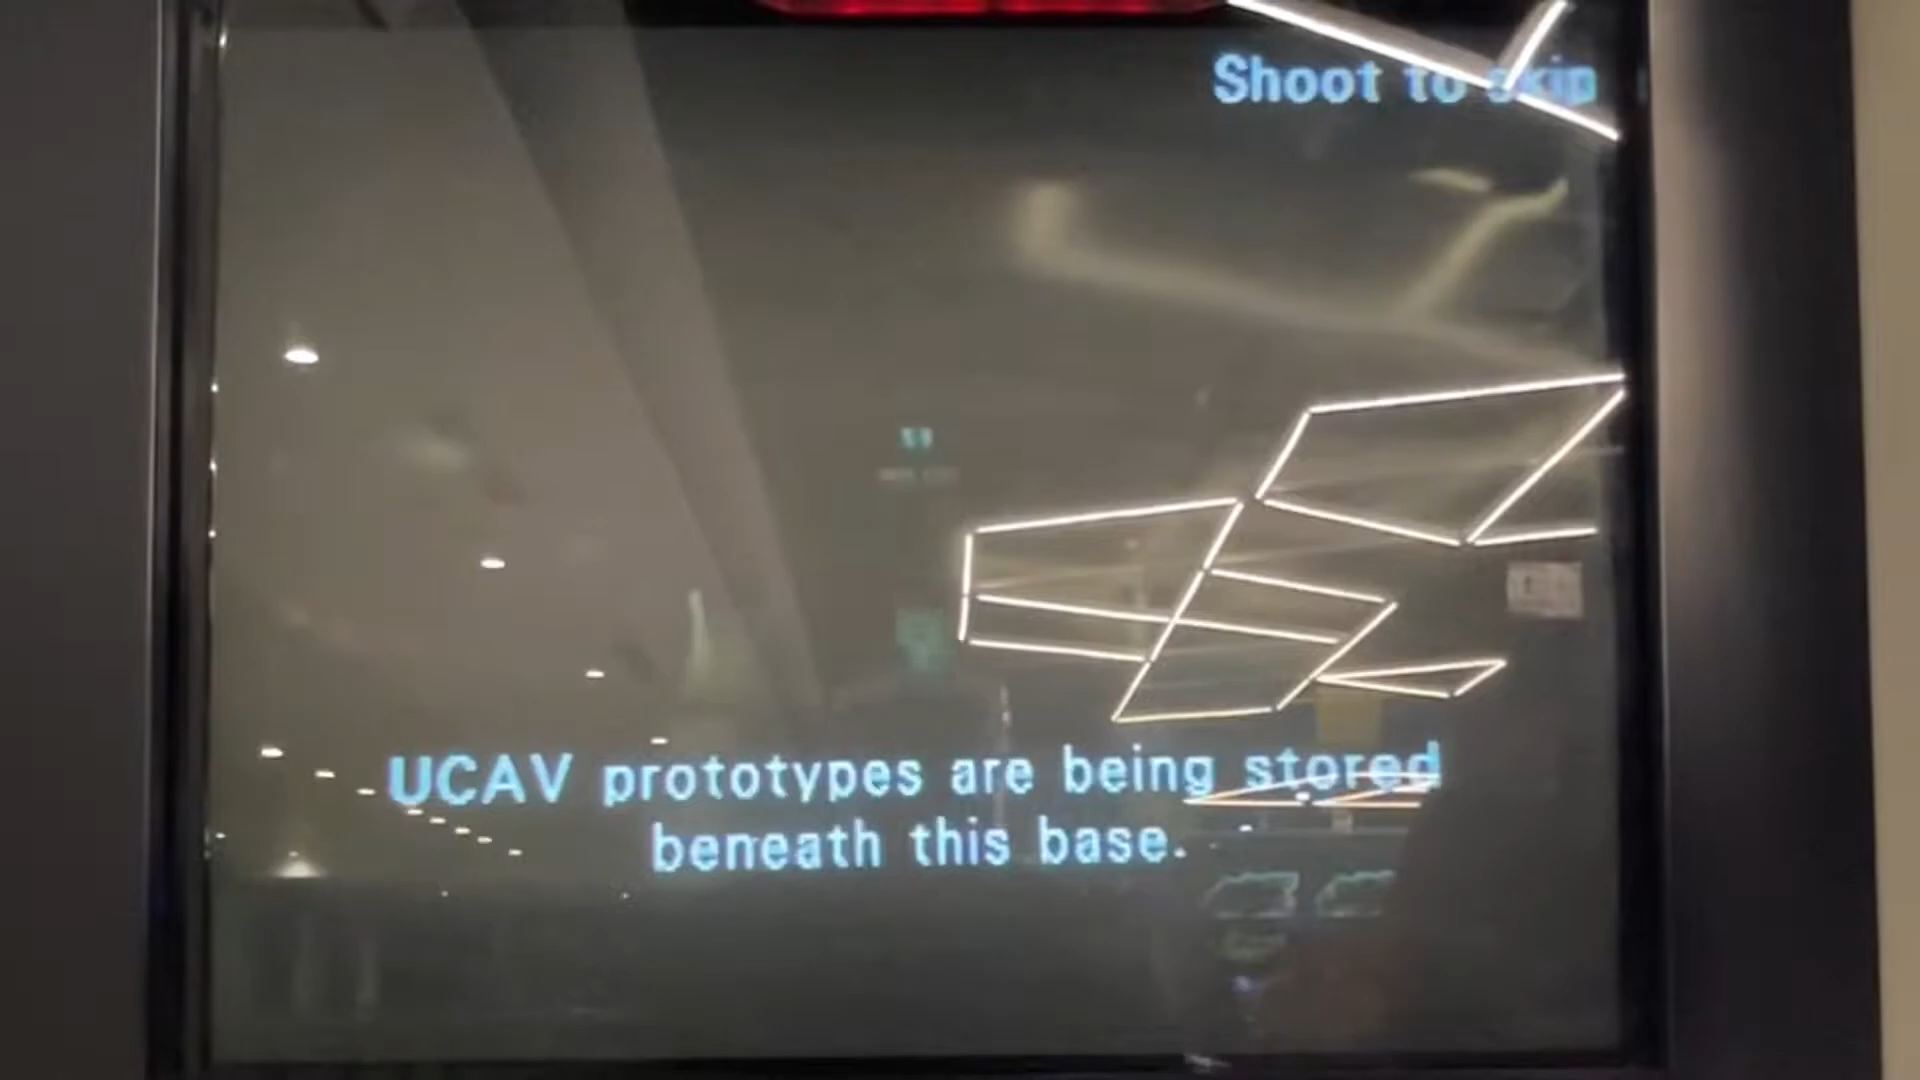 Shoot to skip
UCAV prototypes are being stored
beneath this base.